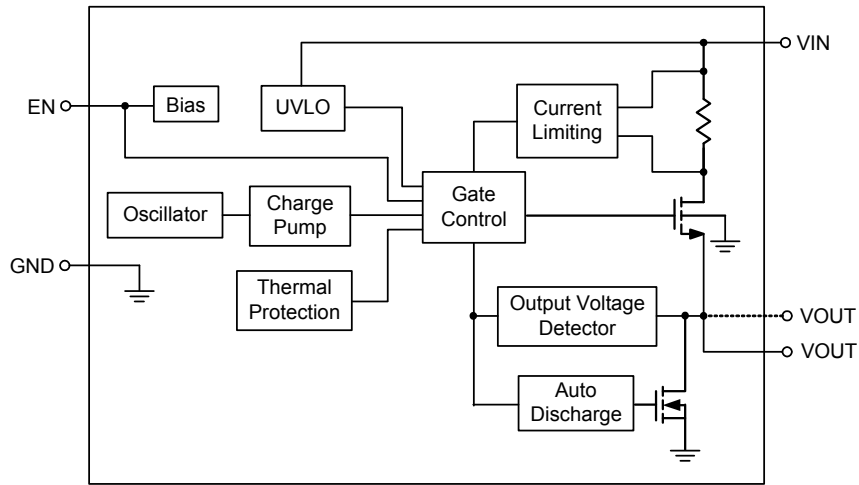 VIN
EN
Bias
UVLO
Current
Limiting
Oscillator
Charge
Pump
Gate
Control
GND
Thermal
Protection
Output Voltage
Detector
VOUT
VOUT
Auto
Discharge